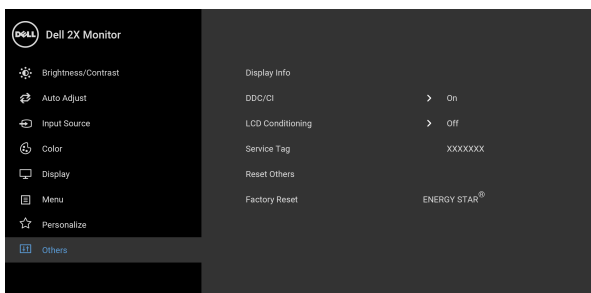 DELL Dell 2X Monitor
Brightness/Contrast
Auto Adjust
Input Source
Color
Display
Menu
Personalize
Others
Display Info
DDC/CI > On
LCD Conditioning > Off
Service Tag XXXXXXX
Reset Others
Factory Reset ENERGY STAR®